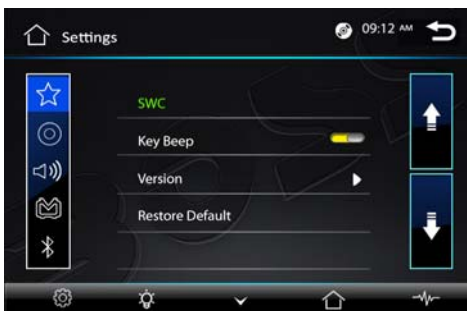 Settings
09:12 AM
SWC
Key Beep
Version
Restore Default